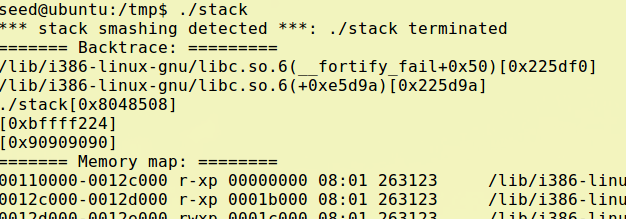 seed@ubuntu:/tmp$ ./stack
*** stack smashing detected ***: ./stack terminated
======= Backtrace: =========
/lib/i386-linux-gnu/libc.so.6(__fortify_fail+0x50)[0x225df0]
/lib/i386-linux-gnu/libc.so.6(+0xe5d9a)[0x225d9a]
./stack[0x8048508]
[0xbffff224]
[0x90909090]
======= Memory map: ========
00110000-0012c000 r-xp 00000000 08:01 263123 /lib/i386-linu
0012c000-0012d000 r-xp 0001b000 08:01 263123 /lib/i386-linu
0012d000-0012e000 rwxp 0001c000 08:01 263123 /lib/i386-linu